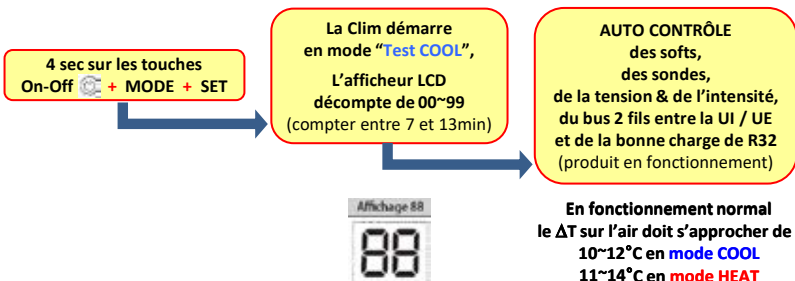 4 sec sur les touches
On-Off + MODE + SET
La Clim démarre
en mode “Test COOL”,
L’afficheur LCD
décompte de 00~99
(compter entre 7 et 13min)
AUTO CONTRÔLE
des softs,
des sondes,
de la tension & de l’intensité,
du bus 2 fils entre la UI / UE
et de la bonne charge de R32
(produit en fonctionnement)
Affichage 88
88
En fonctionnement normal
le ΔT sur l’air doit s’approcher de
10~12°C en mode COOL
11~14°C en mode HEAT